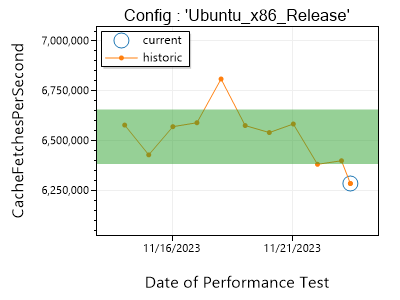 Config : 'Ubuntu_x86_Release'
7,000,000
6,750,000
6,500,000
6,250,000
current
historic
CacheFetchesPerSecond
11/16/2023
11/21/2023
Date of Performance Test